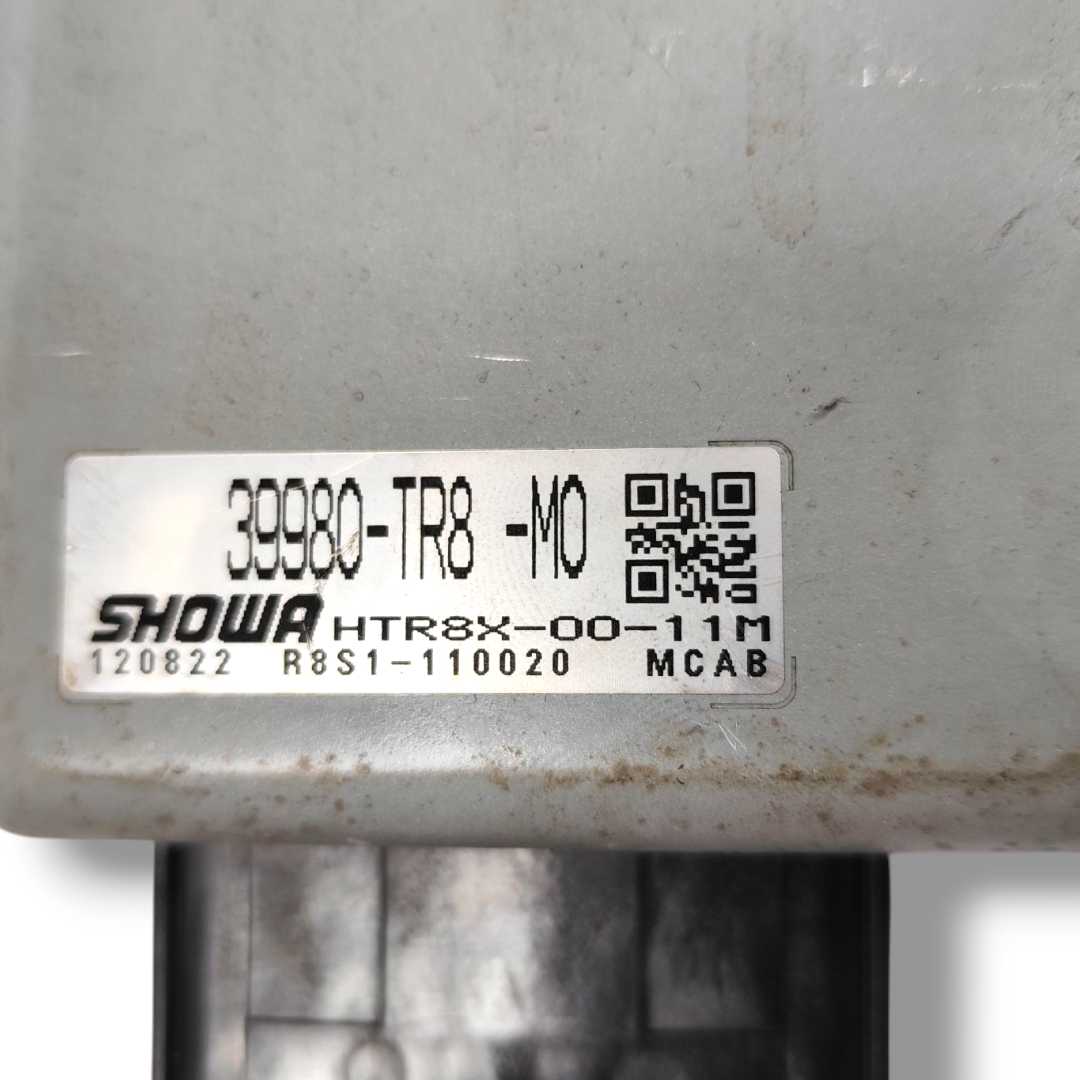 39980-TR8 -M0
SHOWA HTR8X-00-11M
120822 R8S1-110020 MCAB